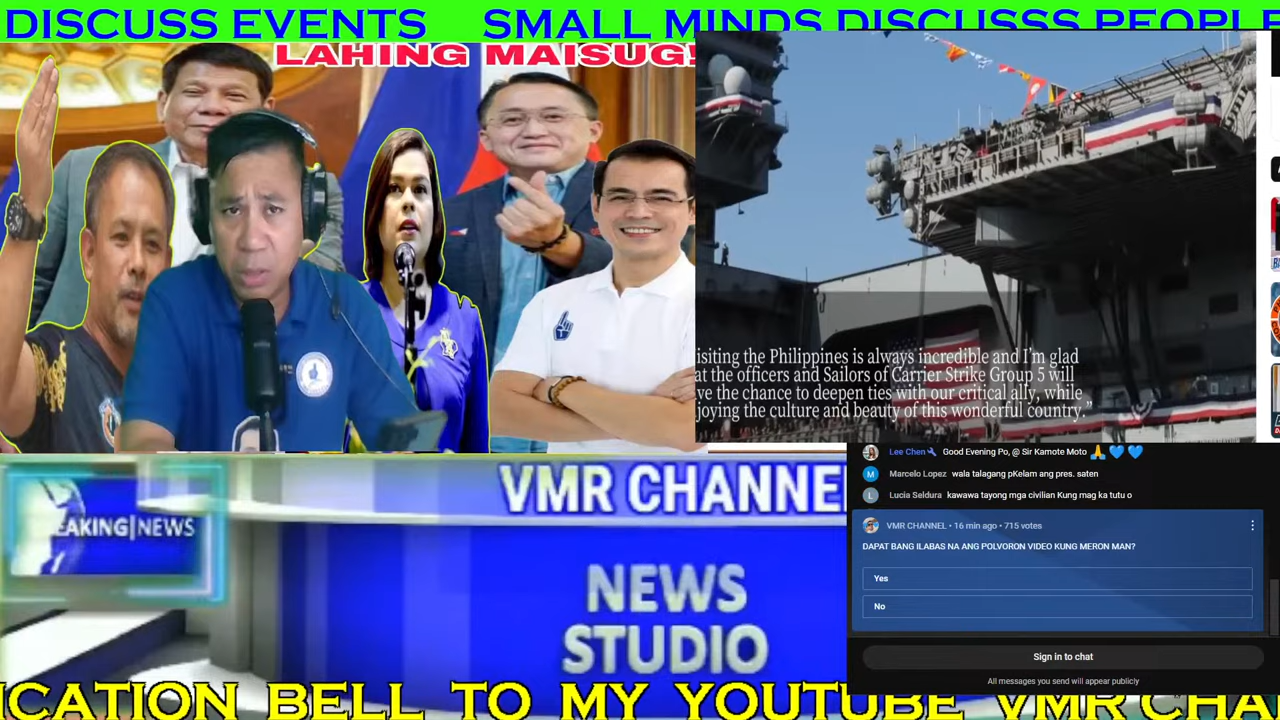 DISCUSS EVENTS SMALL MINDS DISCUSSS PEOPLE
LAHING MAISUG!
isiting the Philippines is always incredible and I'm glad
at the officers and Sailors of Carrier Strike Group 5 will
ve the chance to deepen ties with our critical ally, while
joying the culture and beauty of this wonderful country.”
Lee Chen Good Evening Po, @ Sir Kamote Moto 🙏 💙 💙
Marcelo Lopez wala talagang pKelam ang pres. saten
Lucia Seldura kawawa tayong mga civilian Kung mag ka tutu o
VMR CHANNEL • 16 min ago • 715 votes
DAPAT BANG ILABAS NA ANG POLVORON VIDEO KUNG MERON MAN?
Yes
No
Sign in to chat
All messages you send will appear publicly
VMR CHANNE
EAKING|NEWS
NEWS
STUDIO
ICATION BELL TO MY YOUTUBE VMR CHA